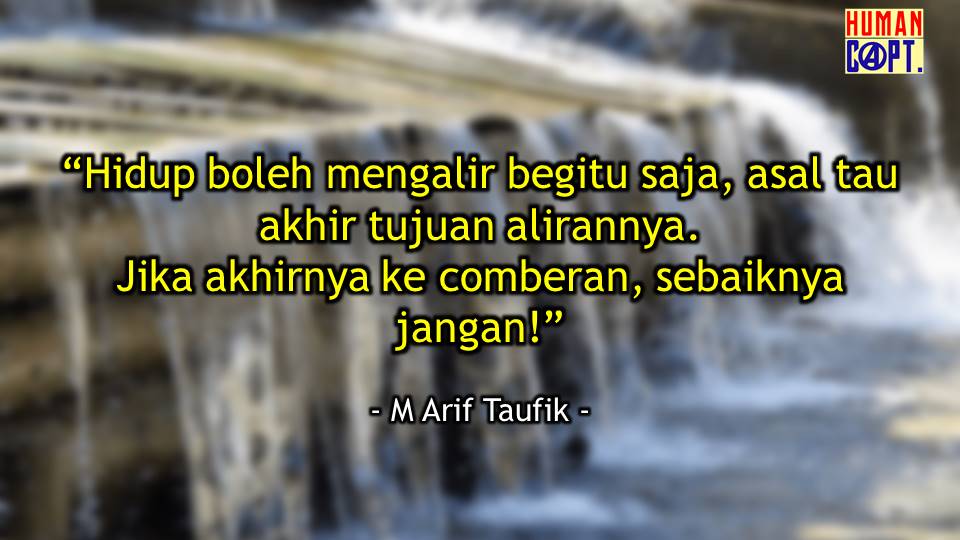 HUMAN
C@PT.
“Hidup boleh mengalir begitu saja, asal tau
akhir tujuan alirannya.
Jika akhirnya ke comberan, sebaiknya
jangan!”
- M Arif Taufik -